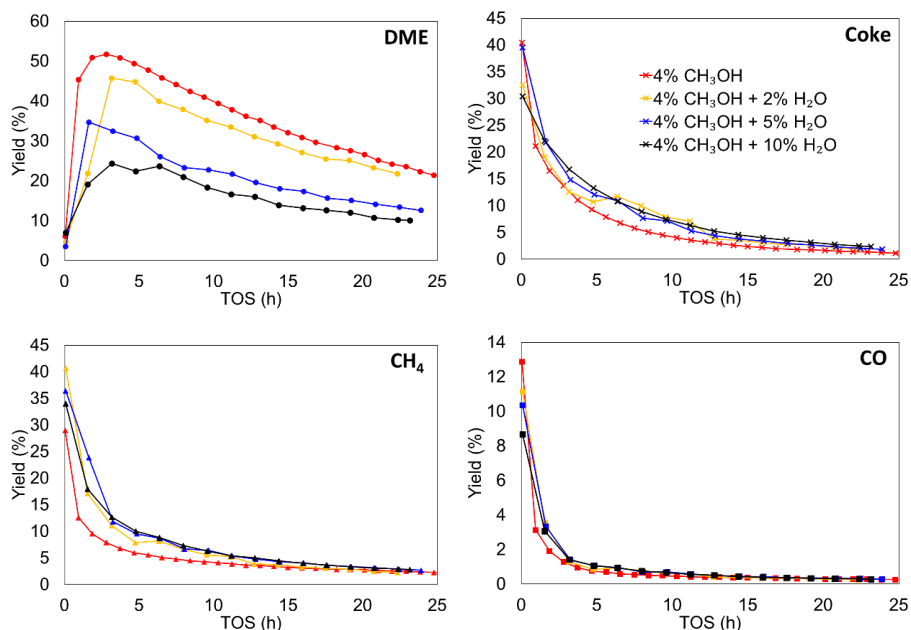 DME
Yield (%)
60
50
40
30
20
10
0
0 5 10 15 20 25
TOS (h)
Coke
Yield (%)
45
40
35
30
25
20
15
10
5
0
4% CH₃OH
4% CH₃OH + 2% H₂O
4% CH₃OH + 5% H₂O
4% CH₃OH + 10% H₂O
0 5 10 15 20 25
TOS (h)
CH₄
Yield (%)
45
40
35
30
25
20
15
10
5
0
0 5 10 15 20 25
TOS (h)
CO
Yield (%)
14
12
10
8
6
4
2
0
0 5 10 15 20 25
TOS (h)